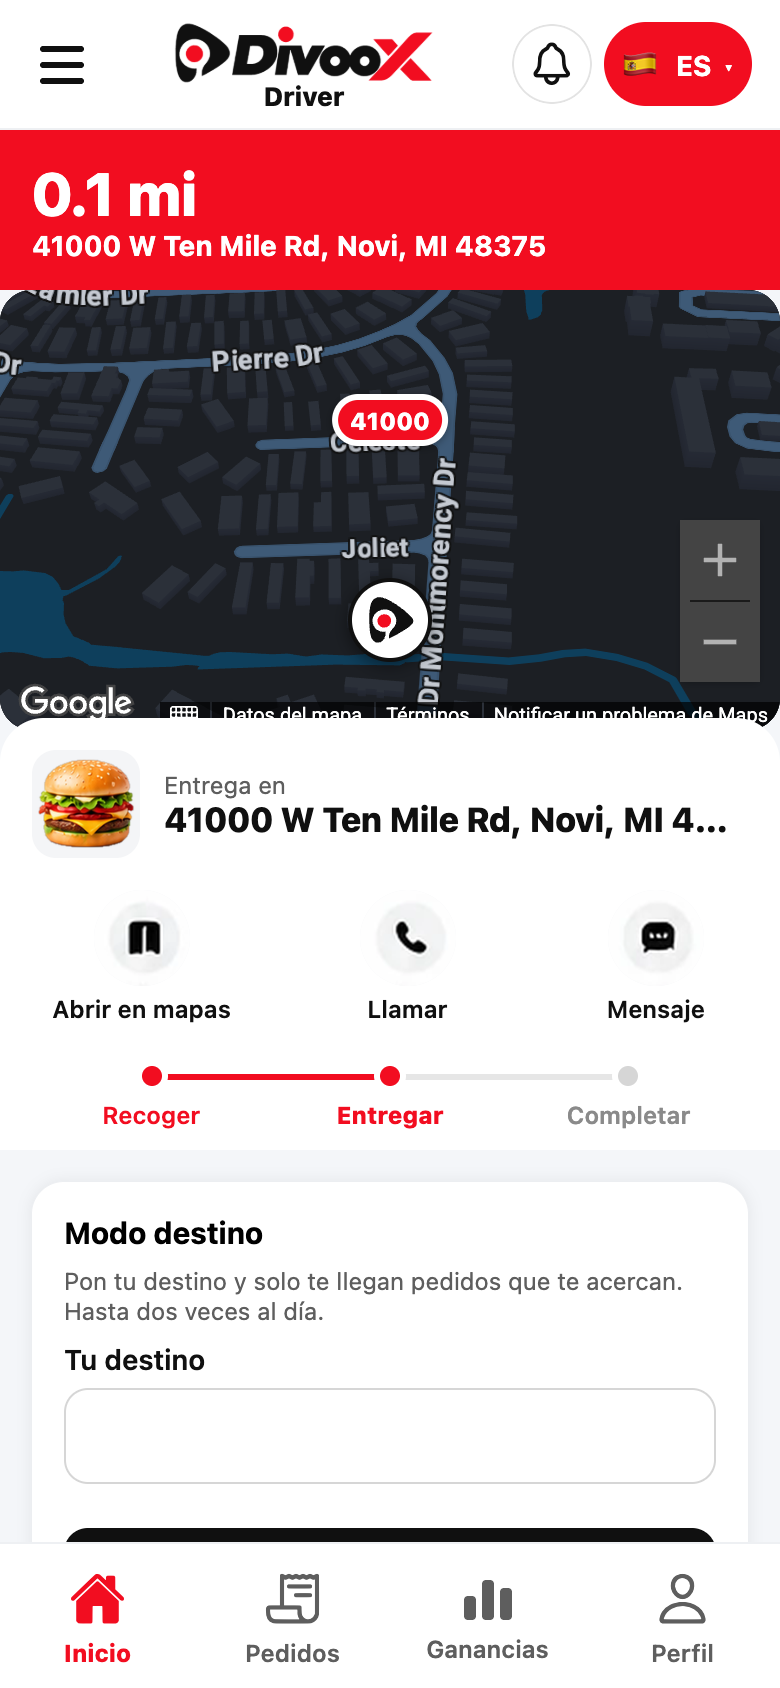 DivooX
Driver
ES
0.1 mi
41000 W Ten Mile Rd, Novi, MI 48375
Dr
Pierre Dr
41000
Joliet
Dr Montmorency Dr
Google
Datos del mapa
Términos
Notificar un problema de Maps
Entrega en
41000 W Ten Mile Rd, Novi, MI 4...
Abrir en mapas
Llamar
Mensaje
Recoger
Entregar
Completar
Modo destino
Pon tu destino y solo te llegan pedidos que te acercan.
Hasta dos veces al día.
Tu destino
Inicio
Pedidos
Ganancias
Perfil